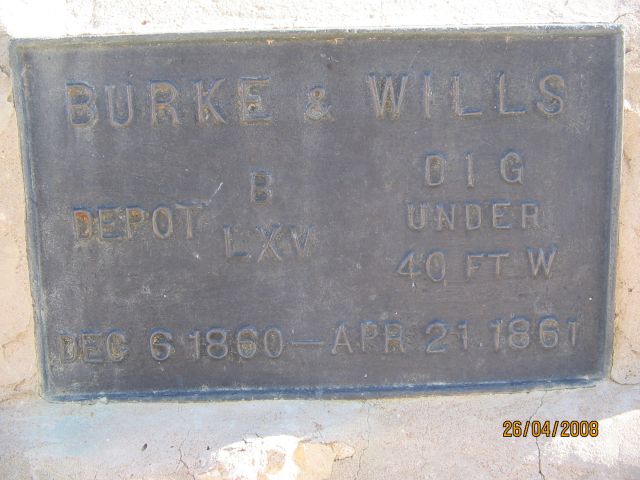 BURKE & WILLS
DEPOT
B
LXV
DIG
UNDER
40 FT W
DEC 6 1860 — APR 21. 1861
26/04/2008